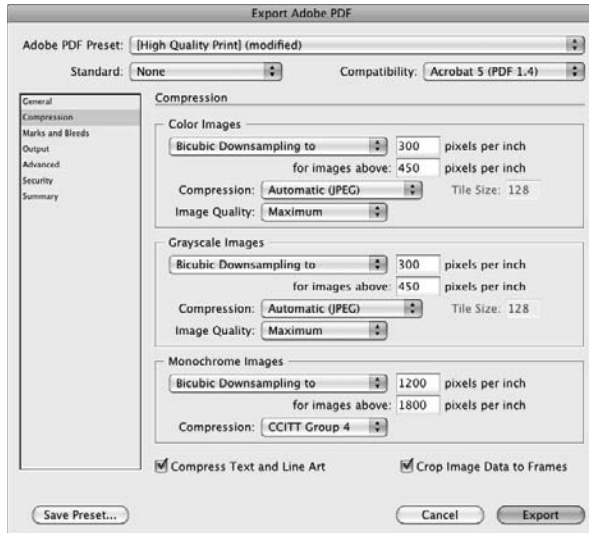 Export Adobe PDF
Adobe PDF Preset: [High Quality Print] (modified)
Standard: None Compatibility: Acrobat 5 (PDF 1.4)
General
Compression
Marks and Bleeds
Output
Advanced
Security
Summary
Compression
Color Images
Bicubic Downsampling to 300 pixels per inch
for images above: 450 pixels per inch
Compression: Automatic (JPEG) Tile Size: 128
Image Quality: Maximum
Grayscale Images
Bicubic Downsampling to 300 pixels per inch
for images above: 450 pixels per inch
Compression: Automatic (JPEG) Tile Size: 128
Image Quality: Maximum
Monochrome Images
Bicubic Downsampling to 1200 pixels per inch
for images above: 1800 pixels per inch
Compression: CCITT Group 4
Compress Text and Line Art Crop Image Data to Frames
Save Preset... Cancel Export